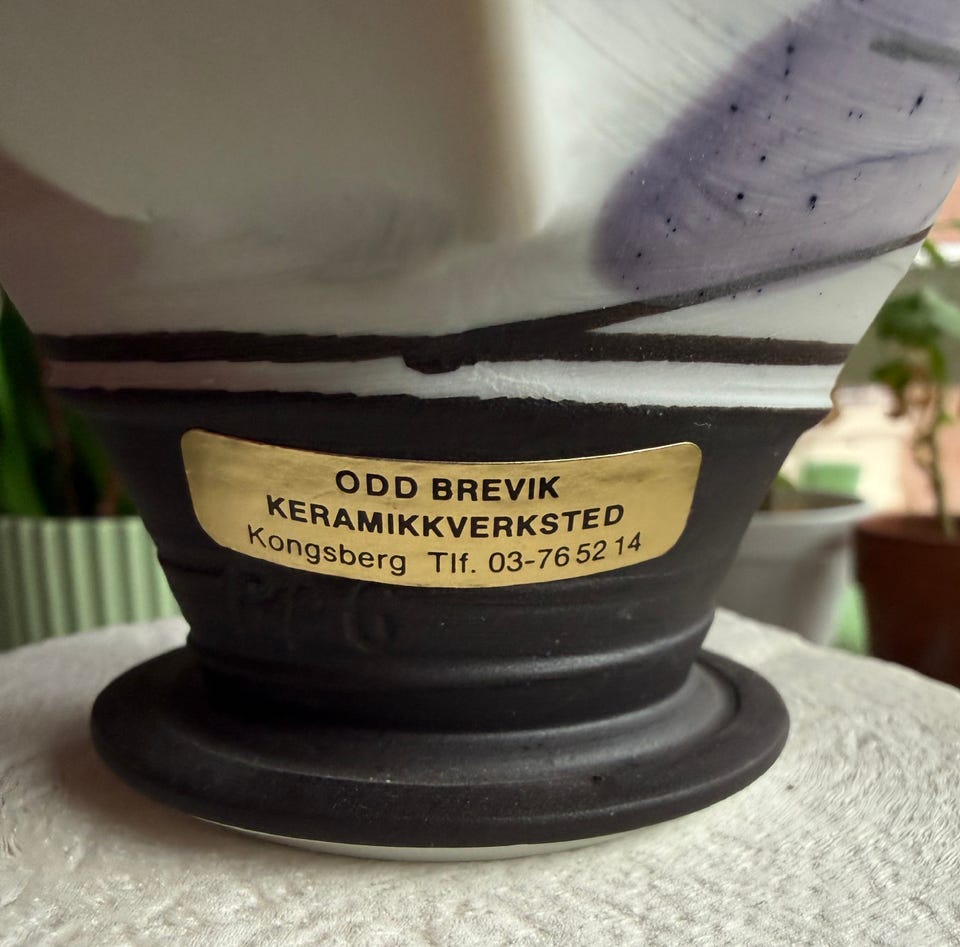 ODD BREVIK
KERAMIKKVERKSTED
Kongsberg Tlf. 03-76 52 14